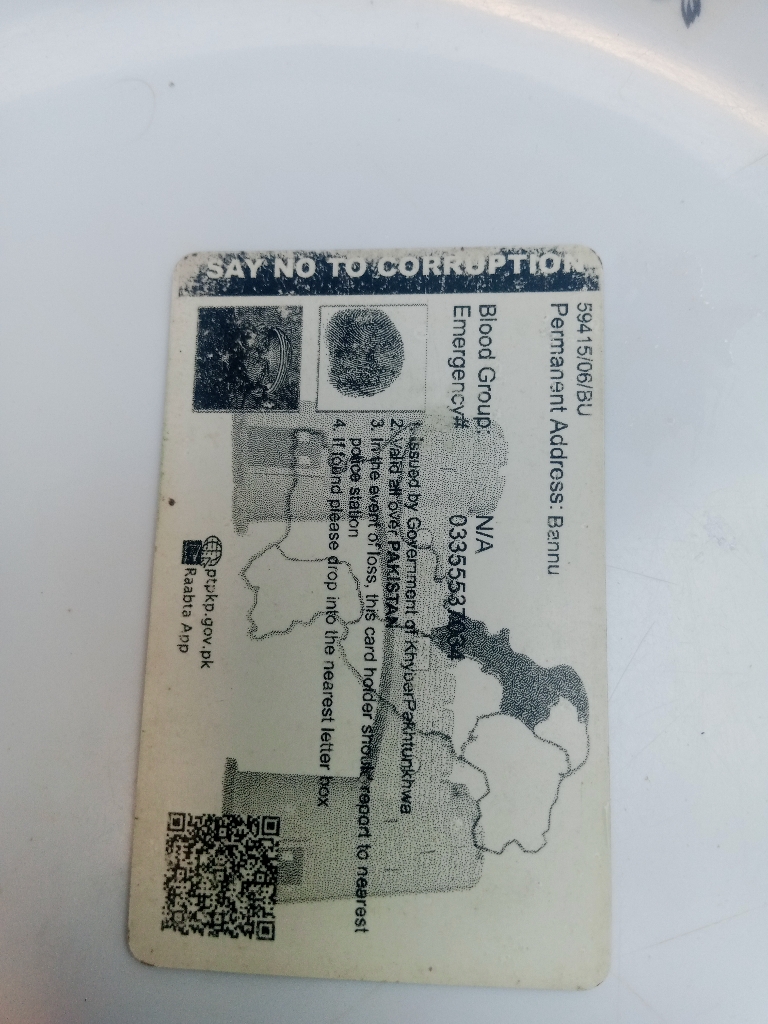 SAY NO TO CORRUPTION
59415/06/BU
Permanent Address: Bannu
Blood Group: N/A
Emergency#
1. Issued by Government of KhyberPakhtunkhwa
2. Valid all over PAKISTAN
3. In the event of loss, this card holder should report to nearest
police station
4. If found please drop into the nearest letter box
ptpkp.gov.pk
Raabta App